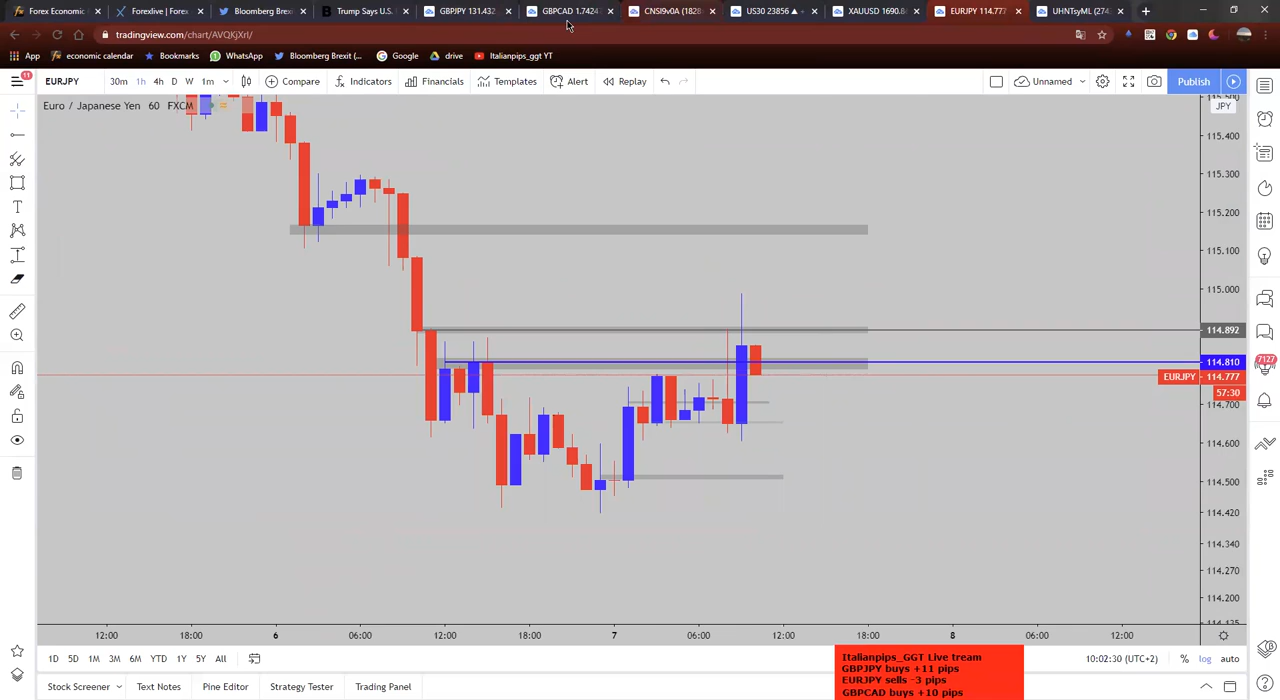 Forex Economic
Forexlive | Forex
Bloomberg Brexi
Trump Says U.S.
GBPJPY 131.432
GBPCAD 1.7424
CNSI9v0A (1828
US30 23856 ▲ +
XAUUSD 1690.8
EURJPY 114.777
UHNTsyML (274
tradingview.com/chart/AVQKjXrI/
App
economic calendar
Bookmarks
WhatsApp
Bloomberg Brexit (...
Google
drive
Italianpips_ggt YT
11
EURJPY
30m
1h
4h
D
W
1m
Compare
Indicators
Financials
Templates
Alert
Replay
Unnamed
Publish
Euro / Japanese Yen 60 FXCM
JPY
115.500
115.400
115.300
115.200
115.100
115.000
114.892
114.810
EURJPY 114.777
57:30
114.700
114.600
114.500
114.420
114.340
114.270
114.200
7127
12:00
18:00
6
06:00
12:00
18:00
7
06:00
12:00
18:00
8
06:00
12:00
1D 5D 1M 3M 6M YTD 1Y 5Y All
10:02:30 (UTC+2)
%
log
auto
Stock Screener
Text Notes
Pine Editor
Strategy Tester
Trading Panel
Italianpips_GGT Live tream
GBPJPY buys +11 pips
EURJPY sells -3 pips
GBPCAD buys +10 pips